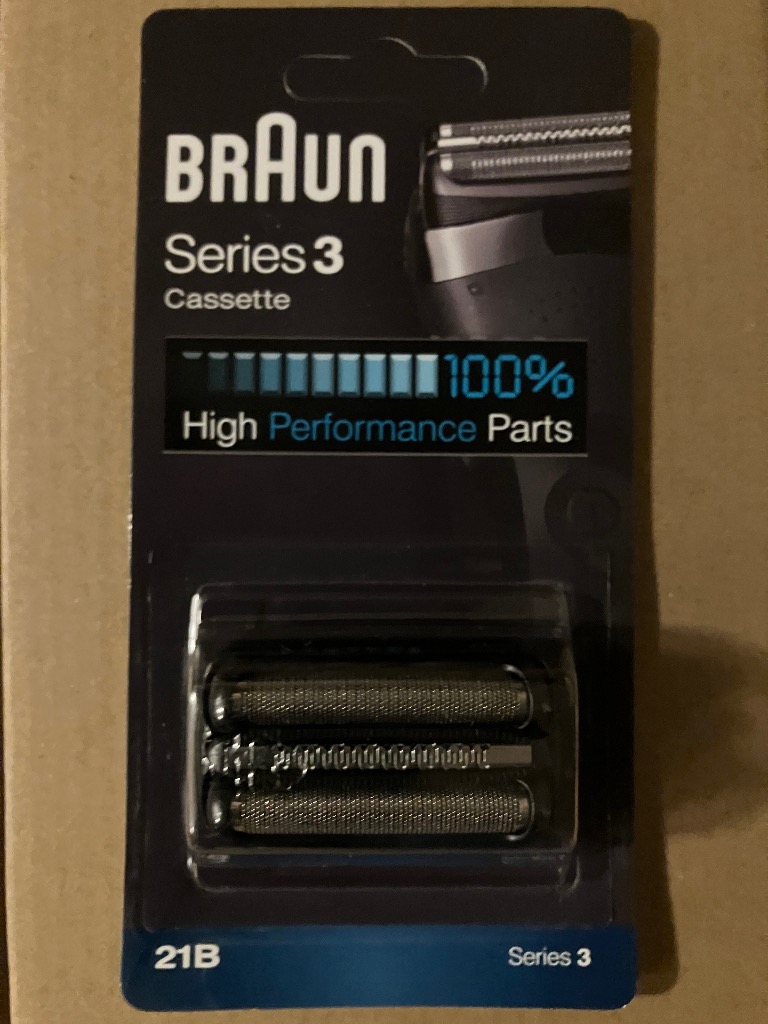 BRAUN
Series 3
Cassette
100%
High Performance Parts
21B
Series 3